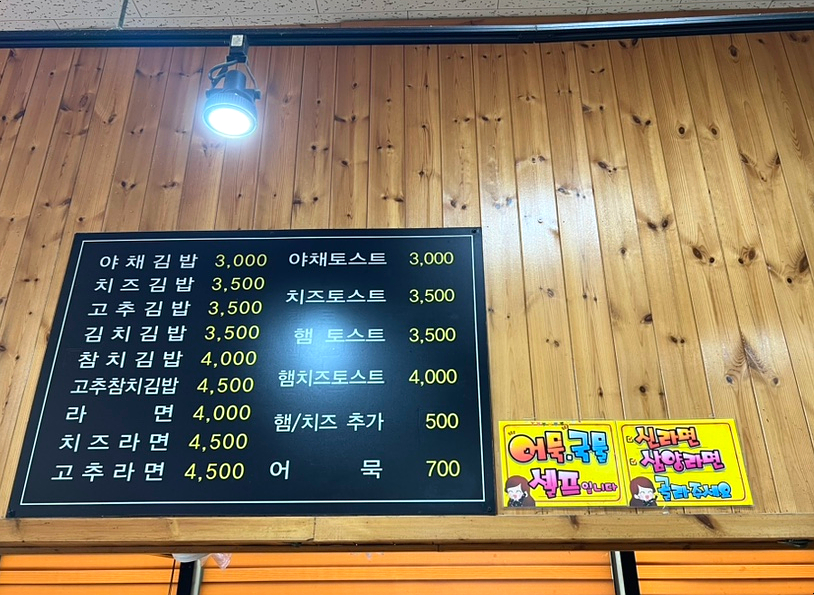 야채김밥 3,000
치즈김밥 3,500
고추김밥 3,500
김치김밥 3,500
참치김밥 4,000
고추참치김밥 4,500
라면 4,000
치즈라면 4,500
고추라면 4,500
야채토스트 3,000
치즈토스트 3,500
햄 토스트 3,500
햄치즈토스트 4,000
햄/치즈 추가 500
어묵 700
어묵.국물
셀프입니다
신라면
삼양라면
골라주세요